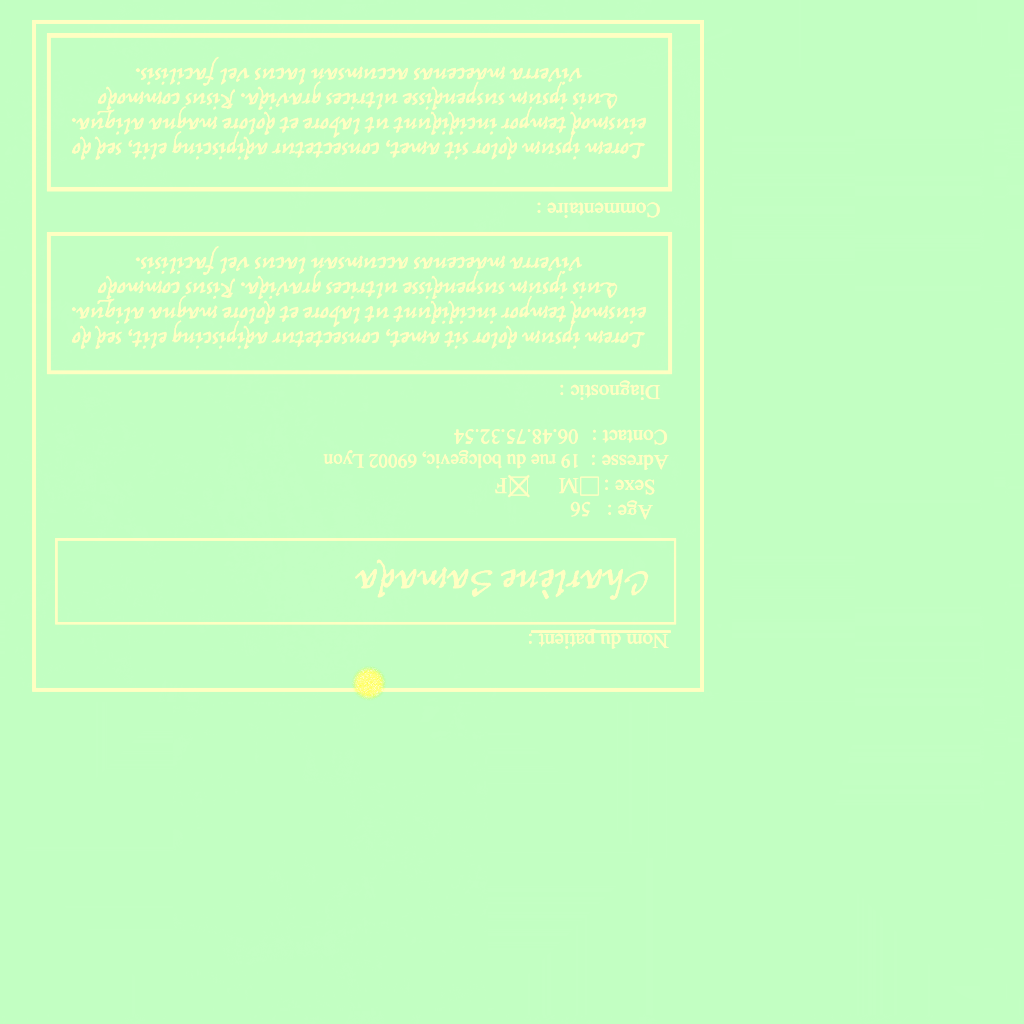 Nom du patient :
Charlène Samada
Age : 56
Sexe : M F
Adresse : 19 rue du bolcgevic, 69002 Lyon
Contact : 06.48.75.32.54
Diagnostic :
Lorem ipsum dolor sit amet, consectetur adipiscing elit, sed do
eiusmod tempor incididunt ut labore et dolore magna aliqua.
Quis ipsum suspendisse ultrices gravida. Risus commodo
viverra maecenas accumsan lacus vel facilisis.
Commentaire :
Lorem ipsum dolor sit amet, consectetur adipiscing elit, sed do
eiusmod tempor incididunt ut labore et dolore magna aliqua.
Quis ipsum suspendisse ultrices gravida. Risus commodo
viverra maecenas accumsan lacus vel facilisis.